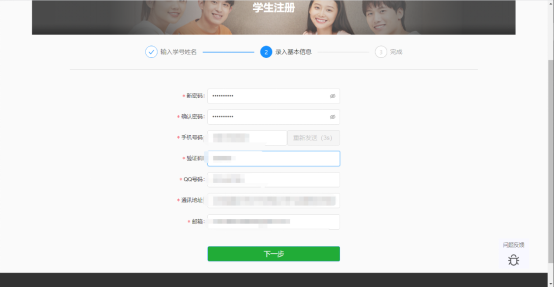 学生注册
输入学号姓名
2 录入基本信息
3 完成
* 新密码:
* 确认密码:
* 手机号码: 重新发送
* 验证码:
* QQ号码:
* 通讯地址:
* 邮箱:
下一步
问题反馈